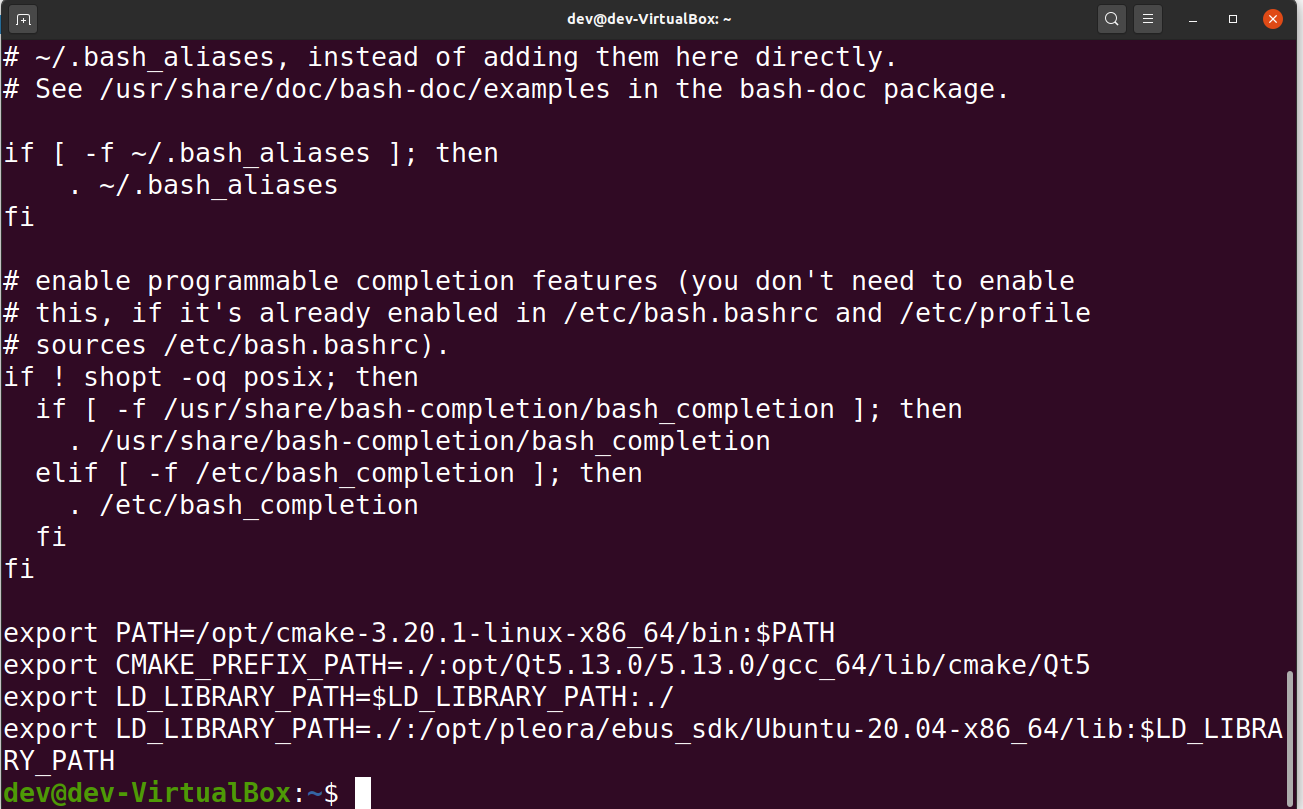 dev@dev-VirtualBox: ~
# ~/.bash_aliases, instead of adding them here directly.
# See /usr/share/doc/bash-doc/examples in the bash-doc package.
if [ -f ~/.bash_aliases ]; then
    . ~/.bash_aliases
fi
# enable programmable completion features (you don't need to enable
# this, if it's already enabled in /etc/bash.bashrc and /etc/profile
# sources /etc/bash.bashrc).
if ! shopt -oq posix; then
  if [ -f /usr/share/bash-completion/bash_completion ]; then
    . /usr/share/bash-completion/bash_completion
  elif [ -f /etc/bash_completion ]; then
    . /etc/bash_completion
  fi
fi
export PATH=/opt/cmake-3.20.1-linux-x86_64/bin:$PATH
export CMAKE_PREFIX_PATH=./:opt/Qt5.13.0/5.13.0/gcc_64/lib/cmake/Qt5
export LD_LIBRARY_PATH=$LD_LIBRARY_PATH:./
export LD_LIBRARY_PATH=./:/opt/pleora/ebus_sdk/Ubuntu-20.04-x86_64/lib:$LD_LIBRA
RY_PATH
dev@dev-VirtualBox:~$